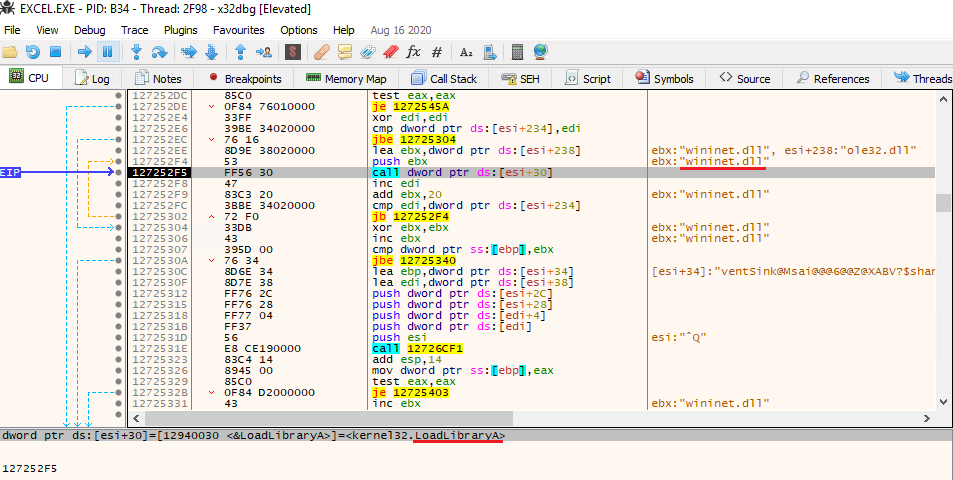 EXCEL.EXE - PID: B34 - Thread: 2F98 - x32dbg [Elevated]
File View Debug Trace Plugins Favourites Options Help Aug 16 2020
CPU Log Notes Breakpoints Memory Map Call Stack SEH Script Symbols Source References Threads
127252DC 85C0 test eax,eax
127252DE 0F84 76010000 je 1272545A
127252E4 33FF xor edi,edi
127252E6 39BE 34020000 cmp dword ptr ds:[esi+234],edi
127252EC 76 16 jbe 12725304
127252EE 8D9E 38020000 lea ebx,dword ptr ds:[esi+238] ebx:"wininet.dll", esi+238:"ole32.dll"
127252F4 53 push ebx ebx:"wininet.dll"
EIP 127252F5 FF56 30 call dword ptr ds:[esi+30]
127252F8 47 inc edi
127252F9 83C3 20 add ebx,20 ebx:"wininet.dll"
127252FC 3BBE 34020000 cmp edi,dword ptr ds:[esi+234]
12725302 72 F0 jb 127252F4
12725304 33DB xor ebx,ebx ebx:"wininet.dll"
12725306 43 inc ebx ebx:"wininet.dll"
12725307 395D 00 cmp dword ptr ss:[ebp],ebx
1272530A 76 34 jbe 12725340
1272530C 8D6E 34 lea ebp,dword ptr ds:[esi+34] [esi+34]:"ventSink@Msai@@@6@@Z@XABV?$shar
1272530F 8D7E 38 lea edi,dword ptr ds:[esi+38]
12725312 FF76 2C push dword ptr ds:[esi+2C]
12725315 FF76 28 push dword ptr ds:[esi+28]
12725318 FF77 04 push dword ptr ds:[edi+4]
1272531B FF37 push dword ptr ds:[edi]
1272531D 56 push esi esi:"ˆQ"
1272531E E8 CE190000 call 12726CF1
12725323 83C4 14 add esp,14
12725326 8945 00 mov dword ptr ss:[ebp],eax
12725329 85C0 test eax,eax
1272532B 0F84 D2000000 je 12725403
12725331 43 inc ebx ebx:"wininet.dll"
dword ptr ds:[esi+30]=[12940030 <&LoadLibraryA>]=<kernel32.LoadLibraryA>
127252F5